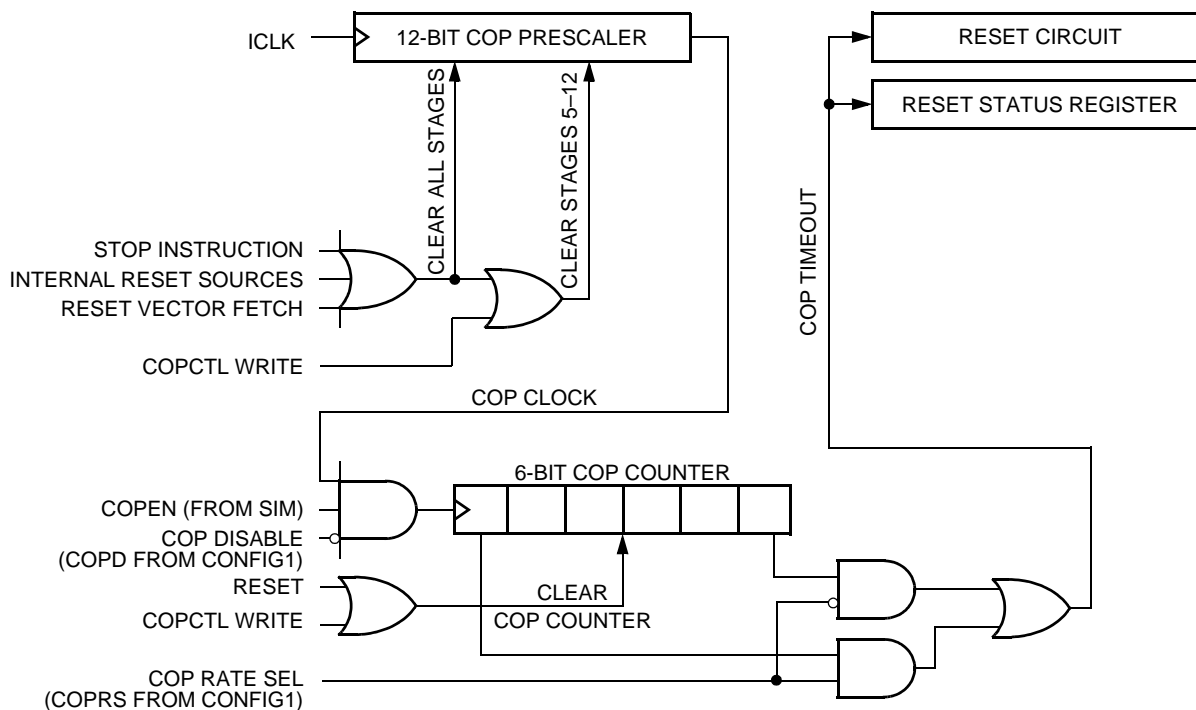 ICLK
12-BIT COP PRESCALER
RESET CIRCUIT
RESET STATUS REGISTER
CLEAR ALL STAGES
CLEAR STAGES 5–12
COP TIMEOUT
STOP INSTRUCTION
INTERNAL RESET SOURCES
RESET VECTOR FETCH
COPCTL WRITE
COP CLOCK
6-BIT COP COUNTER
COPEN (FROM SIM)
COP DISABLE
(COPD FROM CONFIG1)
RESET
COPCTL WRITE
CLEAR
COP COUNTER
COP RATE SEL
(COPRS FROM CONFIG1)